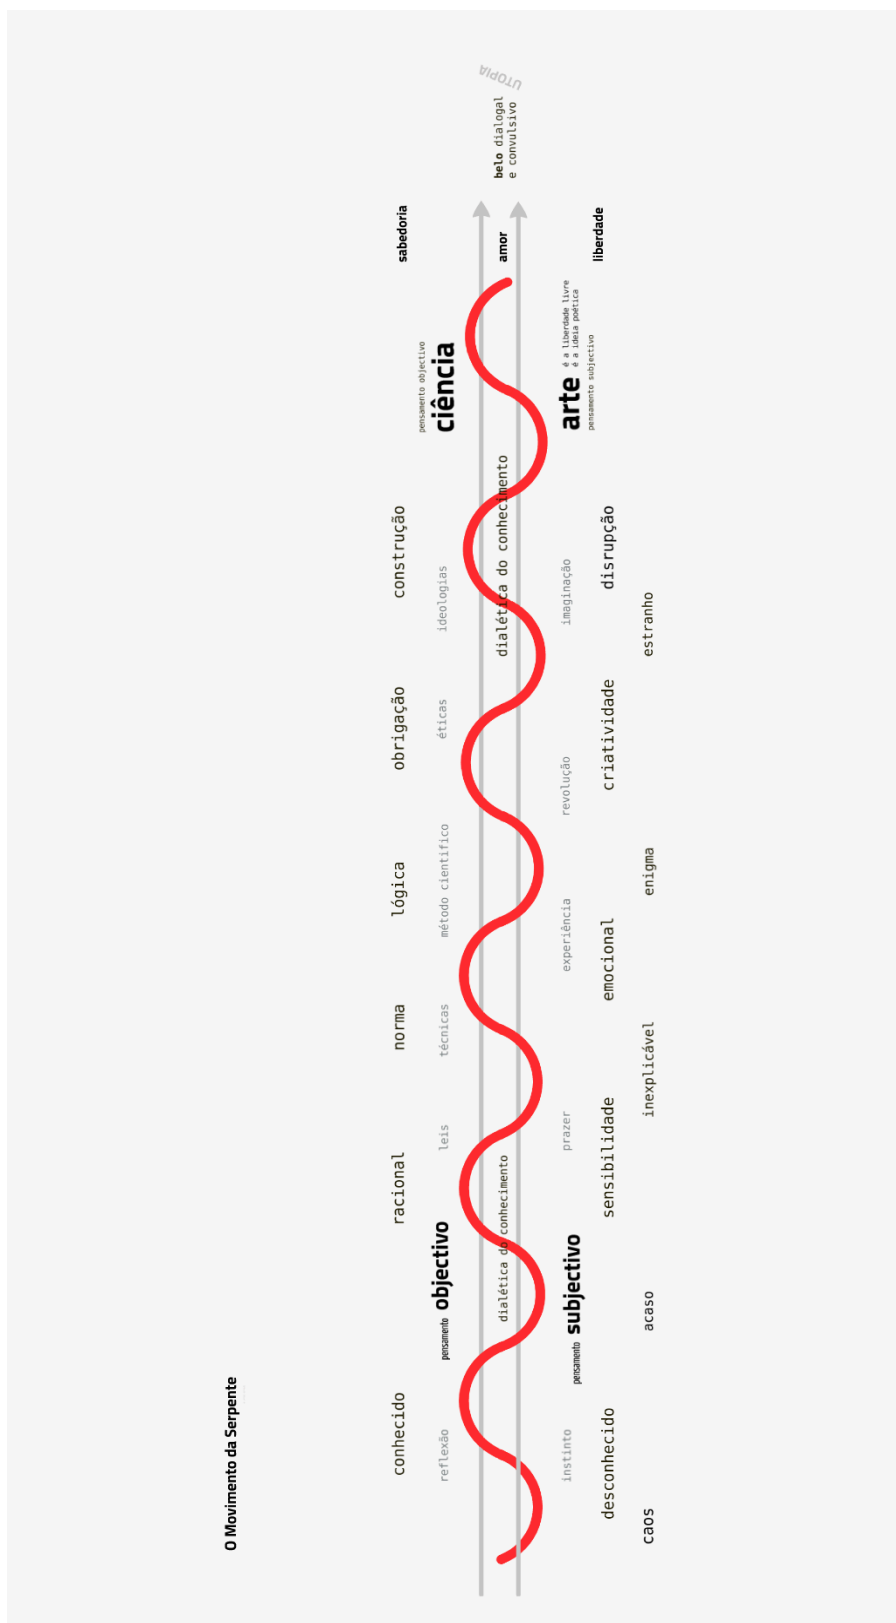 O Movimento da Serpente
conhecido
racional
norma
lógica
obrigação
construção
sabedoria
reflexão
pensamento objectivo
leis
técnicas
método científico
éticas
ideologias
pensamento objectivo
ciência
dialética do conhecimento
dialética do conhecimento
amor
belo dialogal
e convulsivo
UTOPIA
instinto
pensamento subjectivo
prazer
experiência
revolução
imaginação
arte
é a liberdade livre
é a ideia poética
pensamento subjectivo
liberdade
desconhecido
sensibilidade
emocional
criatividade
disrupção
caos
acaso
inexplicável
enigma
estranho